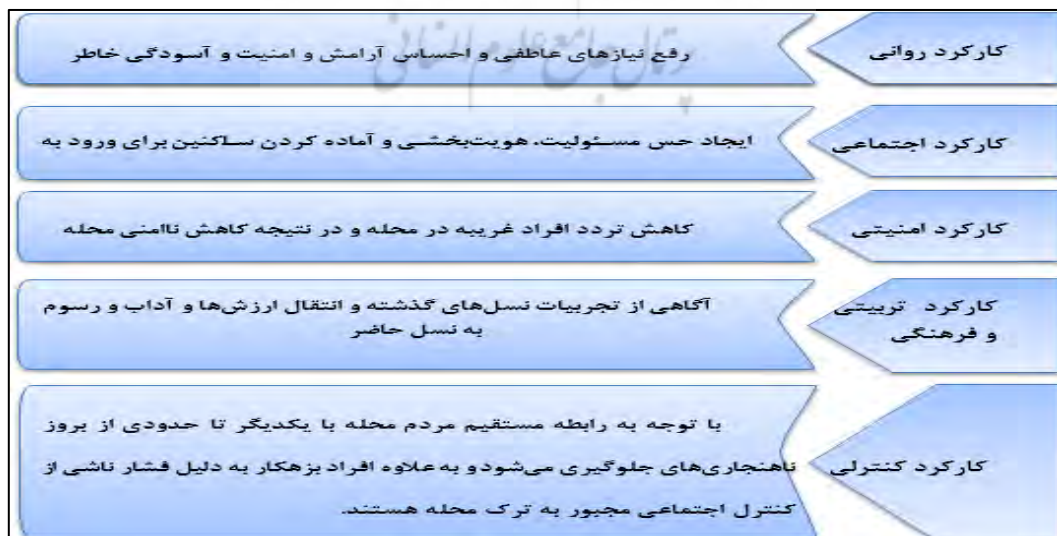 پرتال جامع علوم انسانی
کارکرد روانی
رفع نیازهای عاطفی و احساس آرامش و امنیت و آسودگی خاطر
کارکرد اجتماعی
ایجاد حس مسئولیت، هویت‌بخشی و آماده کردن ساکنین برای ورود به
کارکرد امنیتی
کاهش تردد افراد غریبه در محله و در نتیجه کاهش ناامنی محله
کارکرد تربیتی
و فرهنگی
آگاهی از تجربیات نسل‌های گذشته و انتقال ارزش‌ها و آداب و رسوم
به نسل حاضر
کارکرد کنترلی
با توجه به رابطه مستقیم مردم محله با یکدیگر تا حدودی از بروز
ناهنجاری‌های جلوگیری می‌شود و به علاوه افراد بزهکار به دلیل فشار ناشی از
کنترل اجتماعی مجبور به ترک محله هستند.